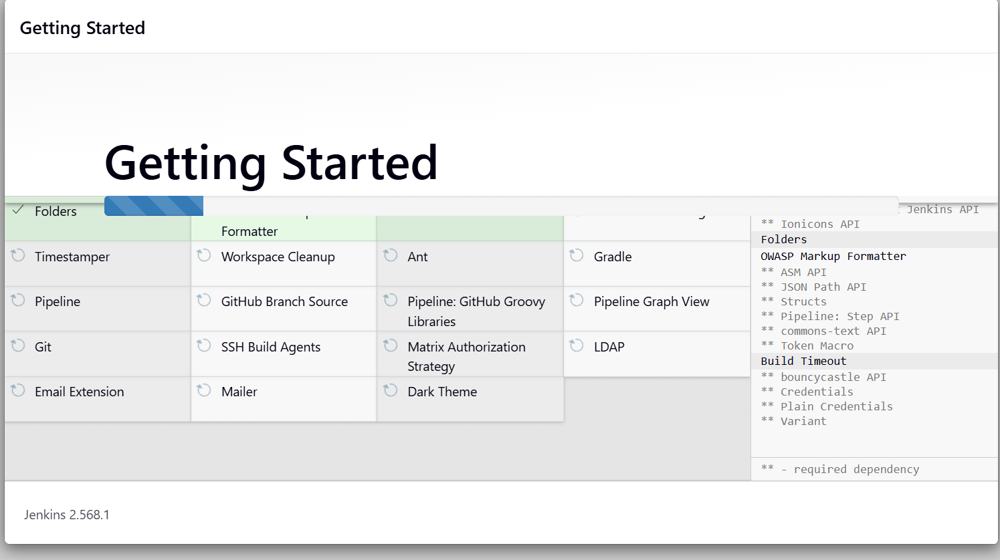 Getting Started
Getting Started
Folders
Formatter
Timestamper
Workspace Cleanup
Ant
Gradle
Pipeline
GitHub Branch Source
Pipeline: GitHub Groovy
Libraries
Pipeline Graph View
Git
SSH Build Agents
Matrix Authorization
Strategy
LDAP
Email Extension
Mailer
Dark Theme
Jenkins API
** Ionicons API
Folders
OWASP Markup Formatter
** ASM API
** JSON Path API
** Structs
** Pipeline: Step API
** commons-text API
** Token Macro
Build Timeout
** bouncycastle API
** Credentials
** Plain Credentials
** Variant
** - required dependency
Jenkins 2.568.1